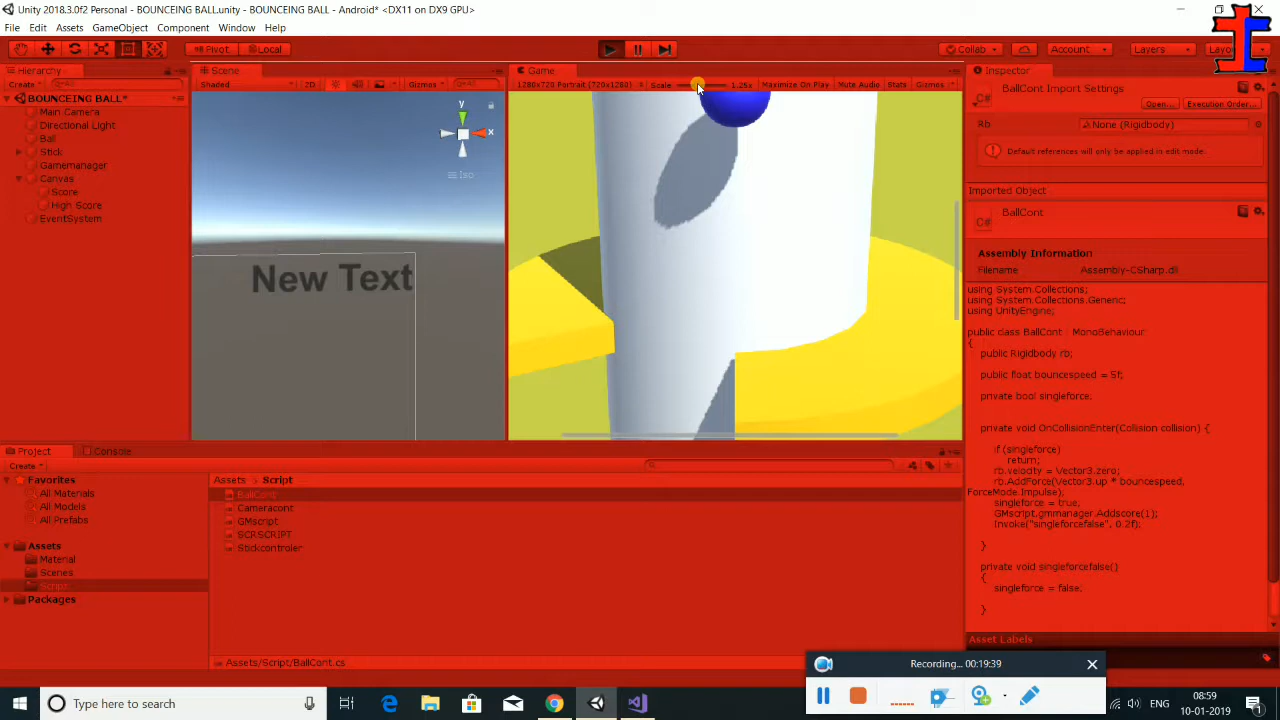 Unity 2018.3.0f2 Personal - BOUNCEING BALL.unity - BOUNCEING BALL - Android* <DX11 on DX9 GPU>
File Edit Assets GameObject Component Window Help
Pivot Local Collab Account Layers Layou
Hierarchy
Create
BOUNCEING BALL*
Main Camera
Directional Light
Ball
Stick
Gamemanager
Canvas
Score
High Score
EventSystem
Scene
Shaded 2D Gizmos
y
x
Iso
New Text
Game
1280x720 Portrait (720x1280) Scale 1.25x Maximize On Play Mute Audio Stats Gizmos
Inspector
BallCont Import Settings
Open... Execution Order...
Rb None (Rigidbody)
Default references will only be applied in edit mode.
Imported Object
BallCont
Assembly Information
Filename Assembly-CSharp.dll
using System.Collections;
using System.Collections.Generic;
using UnityEngine;
public class BallCont : MonoBehaviour
{
public Rigidbody rb;
public float bouncespeed = 5f;
private bool singleforce;
private void OnCollisionEnter(Collision collision) {
if (singleforce)
return;
rb.velocity = Vector3.zero;
rb.AddForce(Vector3.up * bouncespeed,
ForceMode.Impulse);
singleforce = true;
GMscript.gmmanager.Addscore(1);
Invoke("singleforcefalse", 0.2f);
}
private void singleforcefalse()
{
singleforce = false;
}
Asset Labels
Project Console
Create
Favorites
All Materials
All Models
All Prefabs
Assets
Material
Scenes
Script
Packages
Assets Script
BallCont
Cameracont
GMscript
SCRSCRIPT
Stickcontroler
Assets/Script/BallCont.cs
Recording... 00:19:39
Type here to search
ENG
08:59
10-01-2019
1